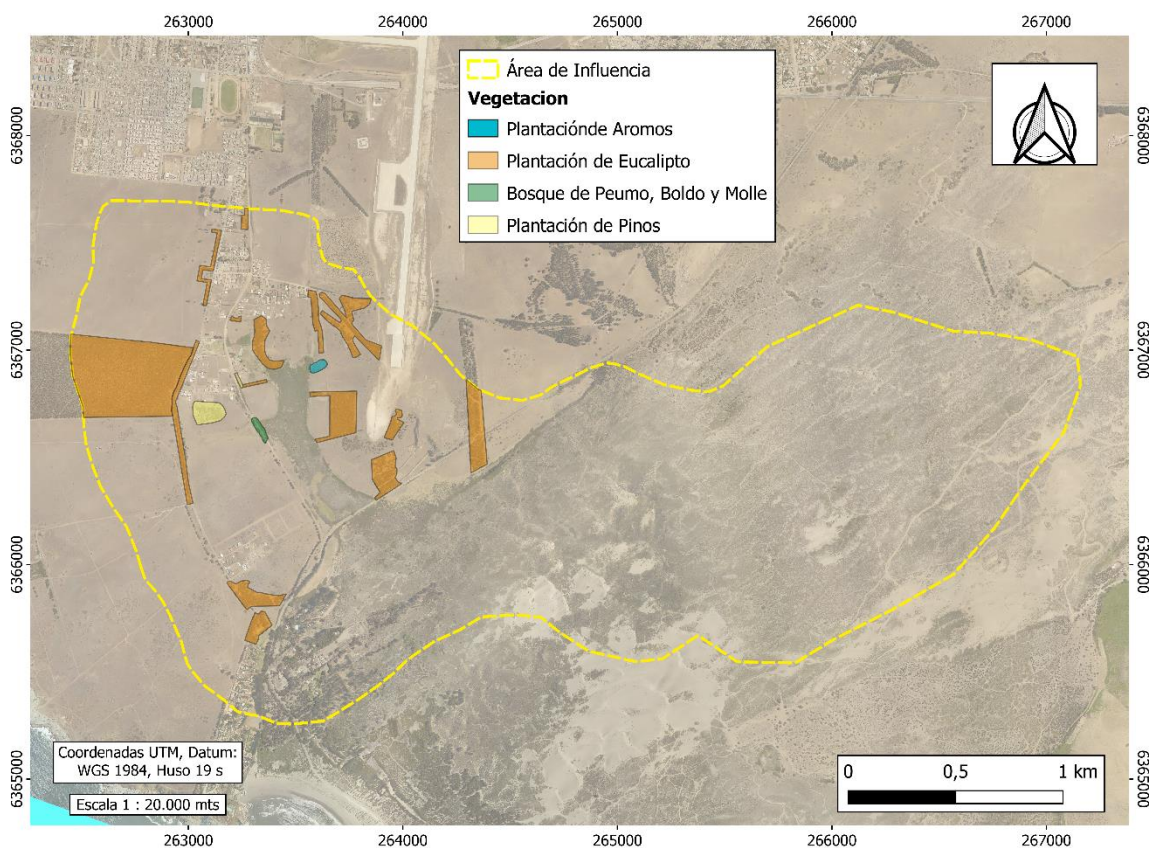 263000 264000 265000 266000 267000
Área de Influencia
Vegetacion
Plantaciónde Aromos
Plantación de Eucalipto
Bosque de Peumo, Boldo y Molle
Plantación de Pinos
6368000 6368000
6367000 6367000
6366000 6366000
6365000 6365000
Coordenadas UTM, Datum:
WGS 1984, Huso 19 s
Escala 1 : 20.000 mts
0 0,5 1 km
263000 264000 265000 266000 267000